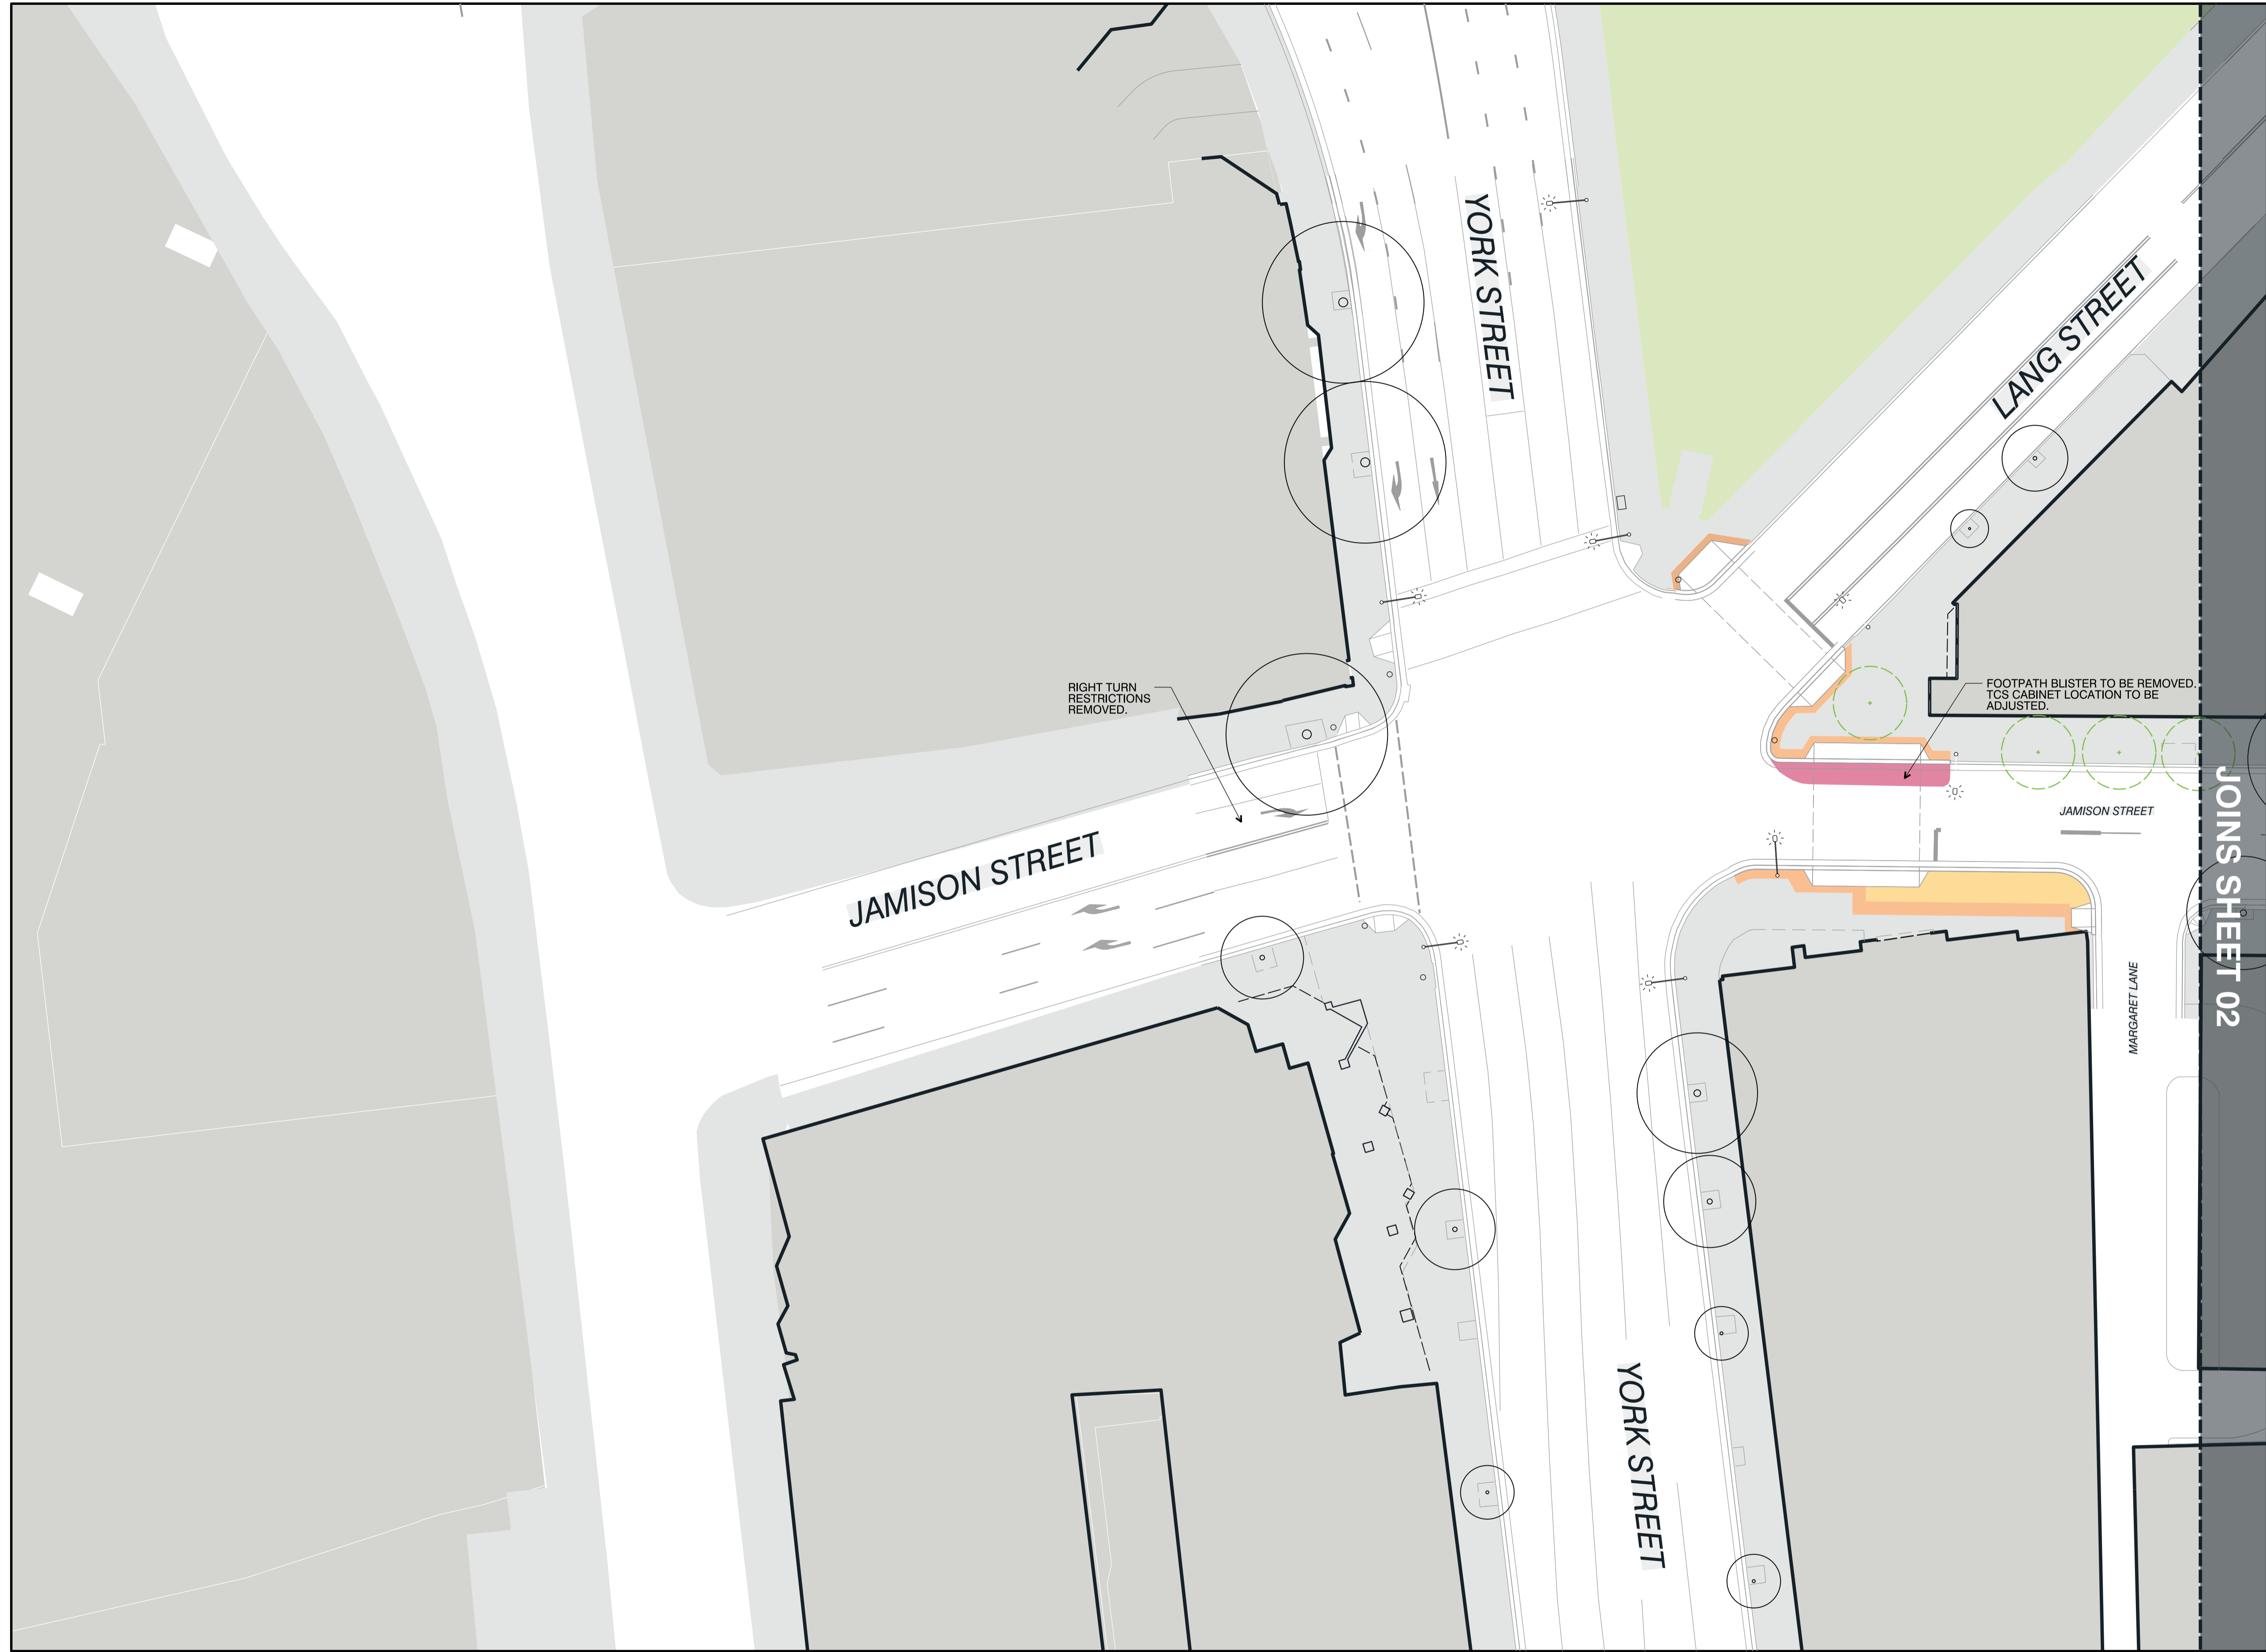 YORK STREET
LANG STREET
RIGHT TURN
RESTRICTIONS
REMOVED.
FOOTPATH BLISTER TO BE REMOVED.
TCS CABINET LOCATION TO BE
ADJUSTED.
JAMISON STREET
JAMISON STREET
JOINS SHEET 02
MARGARET LANE
YORK STREET